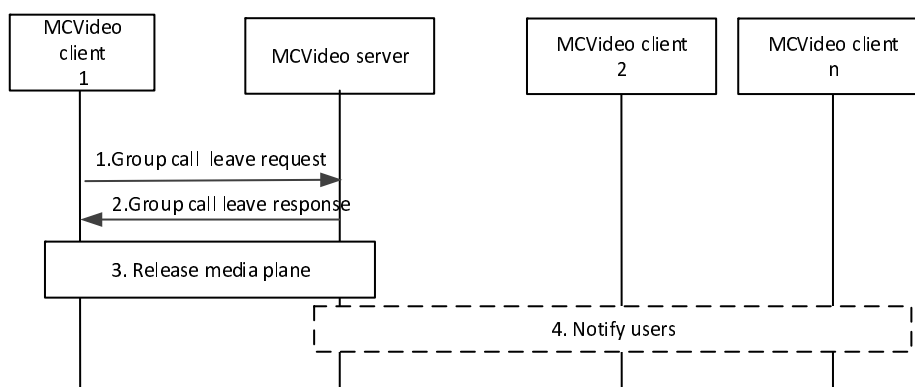 MCVideo
client
1
MCVideo server
MCVideo client
2
MCVideo client
n
1.Group call leave request
2.Group call leave response
3. Release media plane
4. Notify users